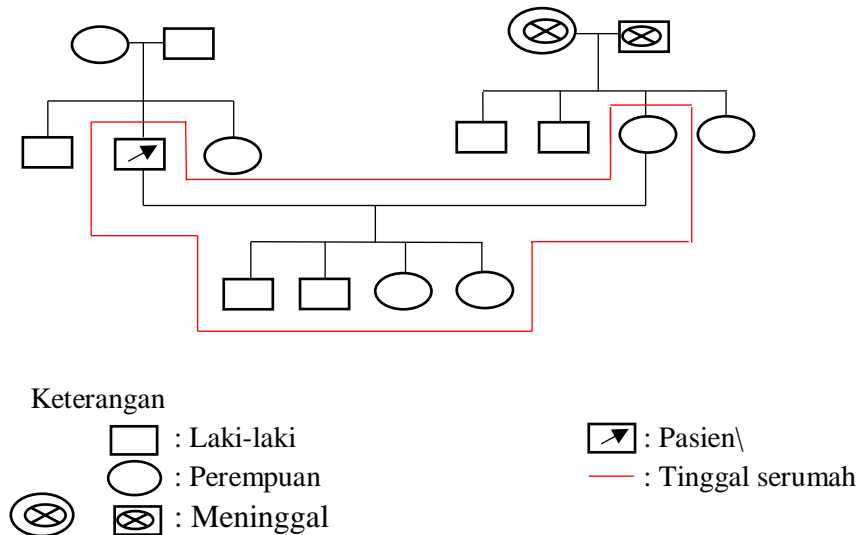 Keterangan
: Laki-laki
: Pasien\
: Perempuan
: Tinggal serumah
: Meninggal